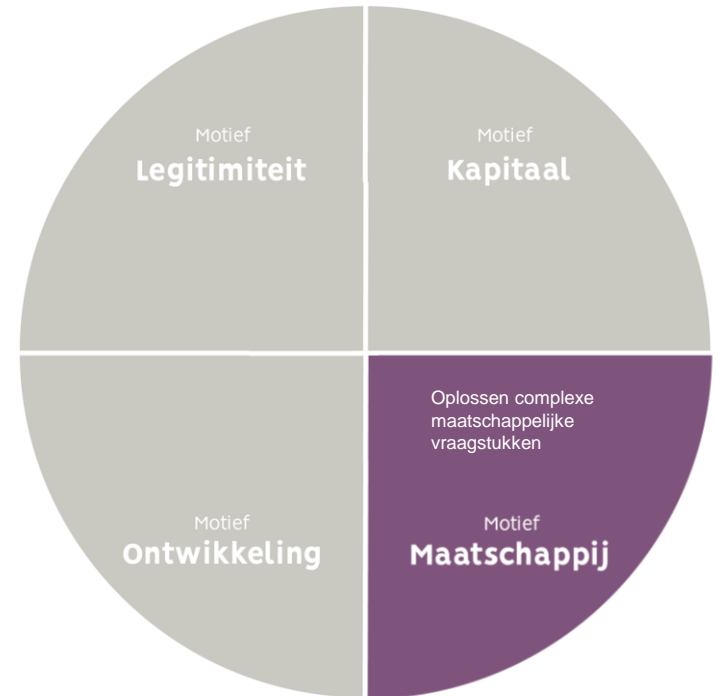 Motief
Legitimiteit
Motief
Kapitaal
Oplossen complexe
maatschappelijke
vraagstukken
Motief
Ontwikkeling
Motief
Maatschappij